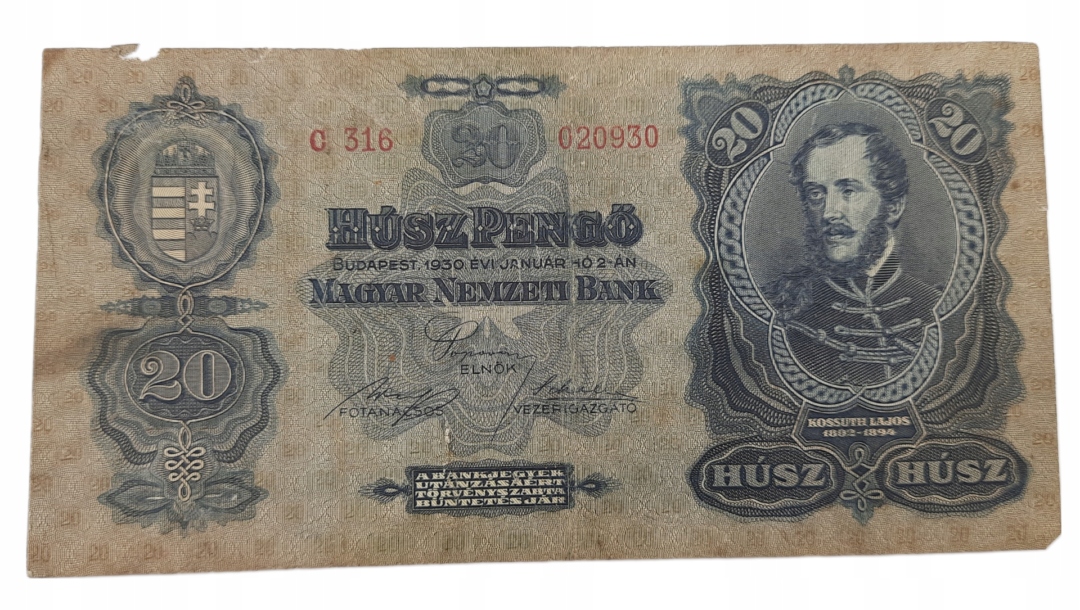 20
C 316
020930
HÚSZ PENGŐ
BUDAPEST, 1930. ÉVI JANUÁR HÓ 2-ÁN
MAGYAR NEMZETI BANK
ELNÖK
FŐTANÁCSOS
VEZÉRIGAZGATÓ
A BANKJEGYEK
UTÁNZÁSÁÉRT
TÖRVÉNYSZABTA
BÜNTETÉS JÁR
20
20
20
KOSSUTH LAJOS
1802-1894
HÚSZ
HÚSZ